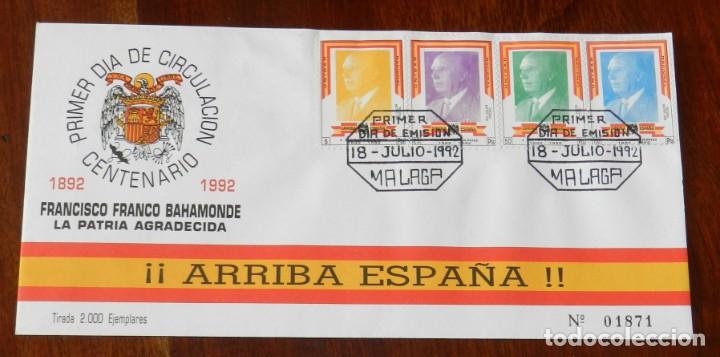 PRIMER DIA DE CIRCULACION
CENTENARIO
1892 1992
FRANCISCO FRANCO BAHAMONDE
LA PATRIA AGRADECIDA
PRIMER
DIA DE EMISION
18-JULIO-1992
MALAGA
PRIMER
DIA DE EMISION
18-JULIO-1992
MALAGA
¡¡ ARRIBA ESPAÑA !!
Tirada 2.000 Ejemplares
Nº 01871
todocoleccion